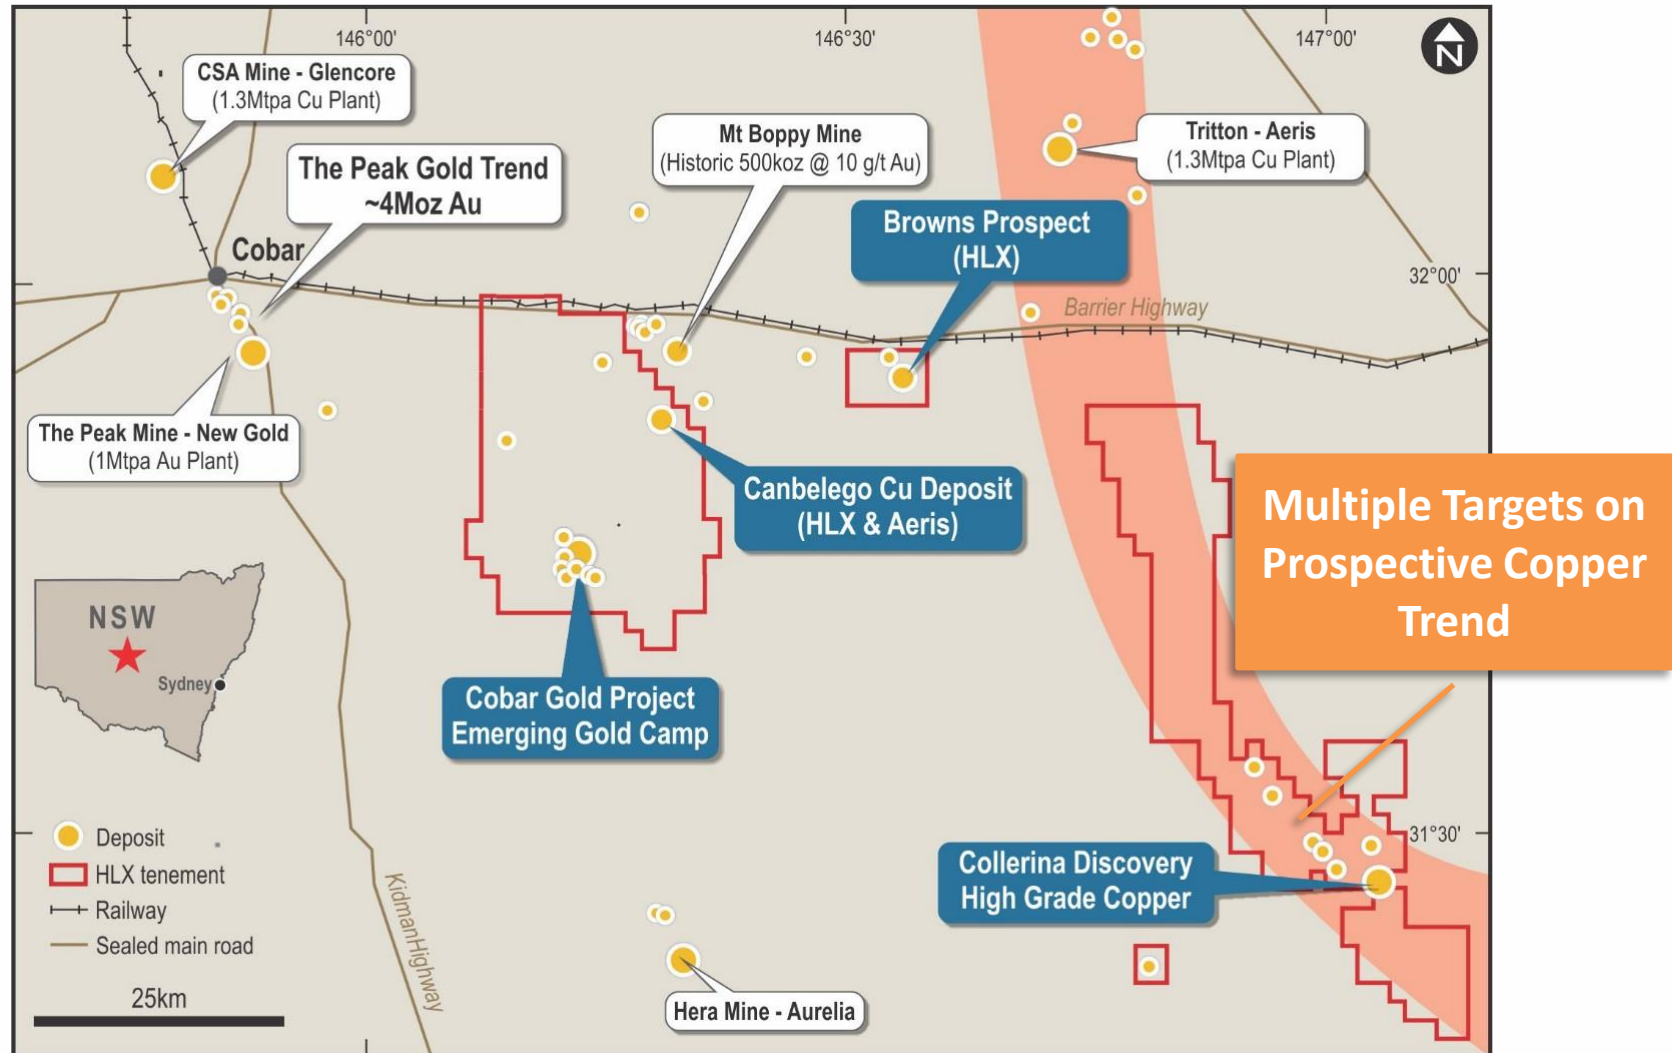 146°00'
146°30'
147°00'
N
CSA Mine - Glencore
(1.3Mtpa Cu Plant)
The Peak Gold Trend
~4Moz Au
Mt Boppy Mine
(Historic 500koz @ 10 g/t Au)
Tritton - Aeris
(1.3Mtpa Cu Plant)
Browns Prospect
(HLX)
Cobar
32°00'
Barrier Highway
The Peak Mine - New Gold
(1Mtpa Au Plant)
Canbelego Cu Deposit
(HLX & Aeris)
Multiple Targets on
Prospective Copper
Trend
NSW
Sydney
Cobar Gold Project
Emerging Gold Camp
31°30'
Collerina Discovery
High Grade Copper
Deposit
HLX tenement
Railway
Sealed main road
25km
KidmanHighway
Hera Mine - Aurelia